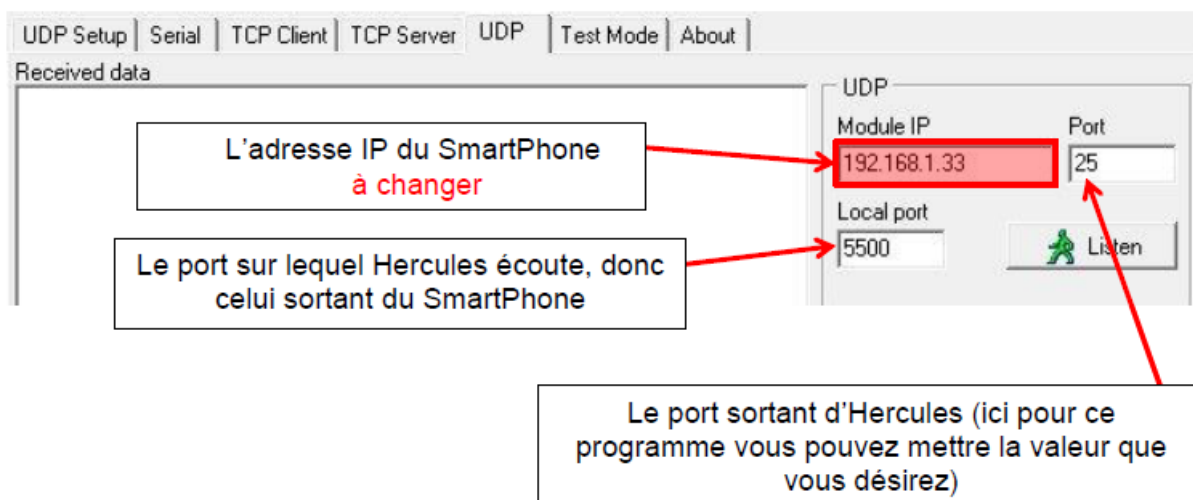 UDP Setup Serial TCP Client TCP Server UDP Test Mode About
Received data
UDP
Module IP Port
192.168.1.33 25
Local port
5500 Listen
L'adresse IP du SmartPhone
à changer
Le port sur lequel Hercules écoute, donc
celui sortant du SmartPhone
Le port sortant d'Hercules (ici pour ce
programme vous pouvez mettre la valeur que
vous désirez)